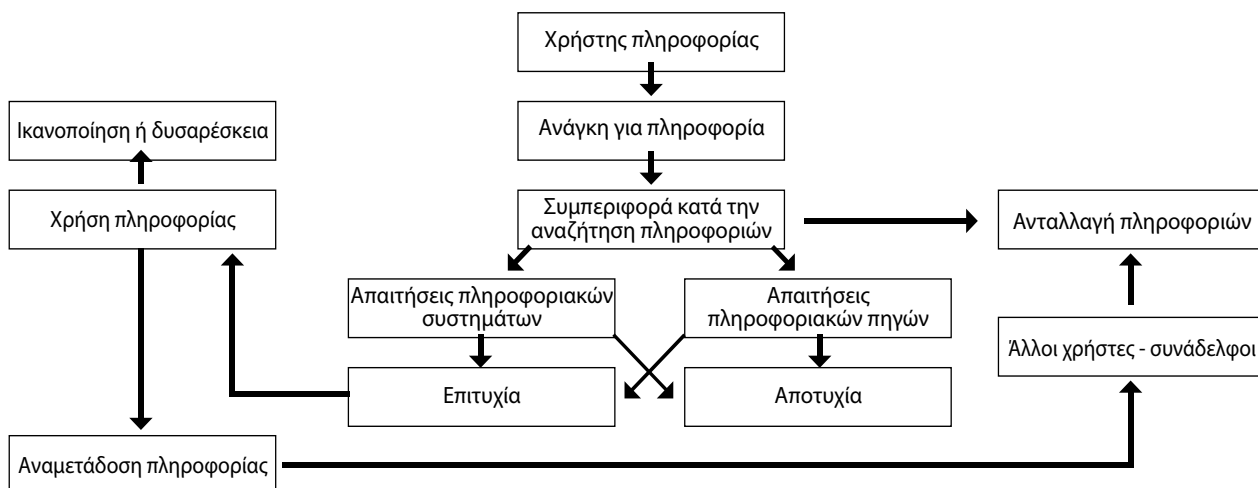 Χρήστης πληροφορίας
Ανάγκη για πληροφορία
Ικανοποίηση ή δυσαρέσκεια
Συμπεριφορά κατά την
αναζήτηση πληροφοριών
Χρήση πληροφορίας
Ανταλλαγή πληροφοριών
Απαιτήσεις πληροφοριακών
συστημάτων
Απαιτήσεις
πληροφοριακών πηγών
Άλλοι χρήστες - συνάδελφοι
Επιτυχία
Αποτυχία
Αναμετάδοση πληροφορίας